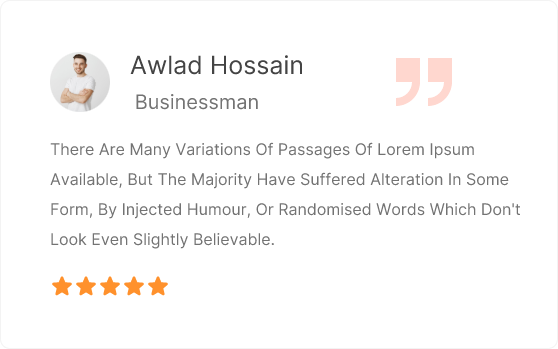 Awlad Hossain
Businessman
There Are Many Variations Of Passages Of Lorem Ipsum
Available, But The Majority Have Suffered Alteration In Some
Form, By Injected Humour, Or Randomised Words Which Don't
Look Even Slightly Believable.